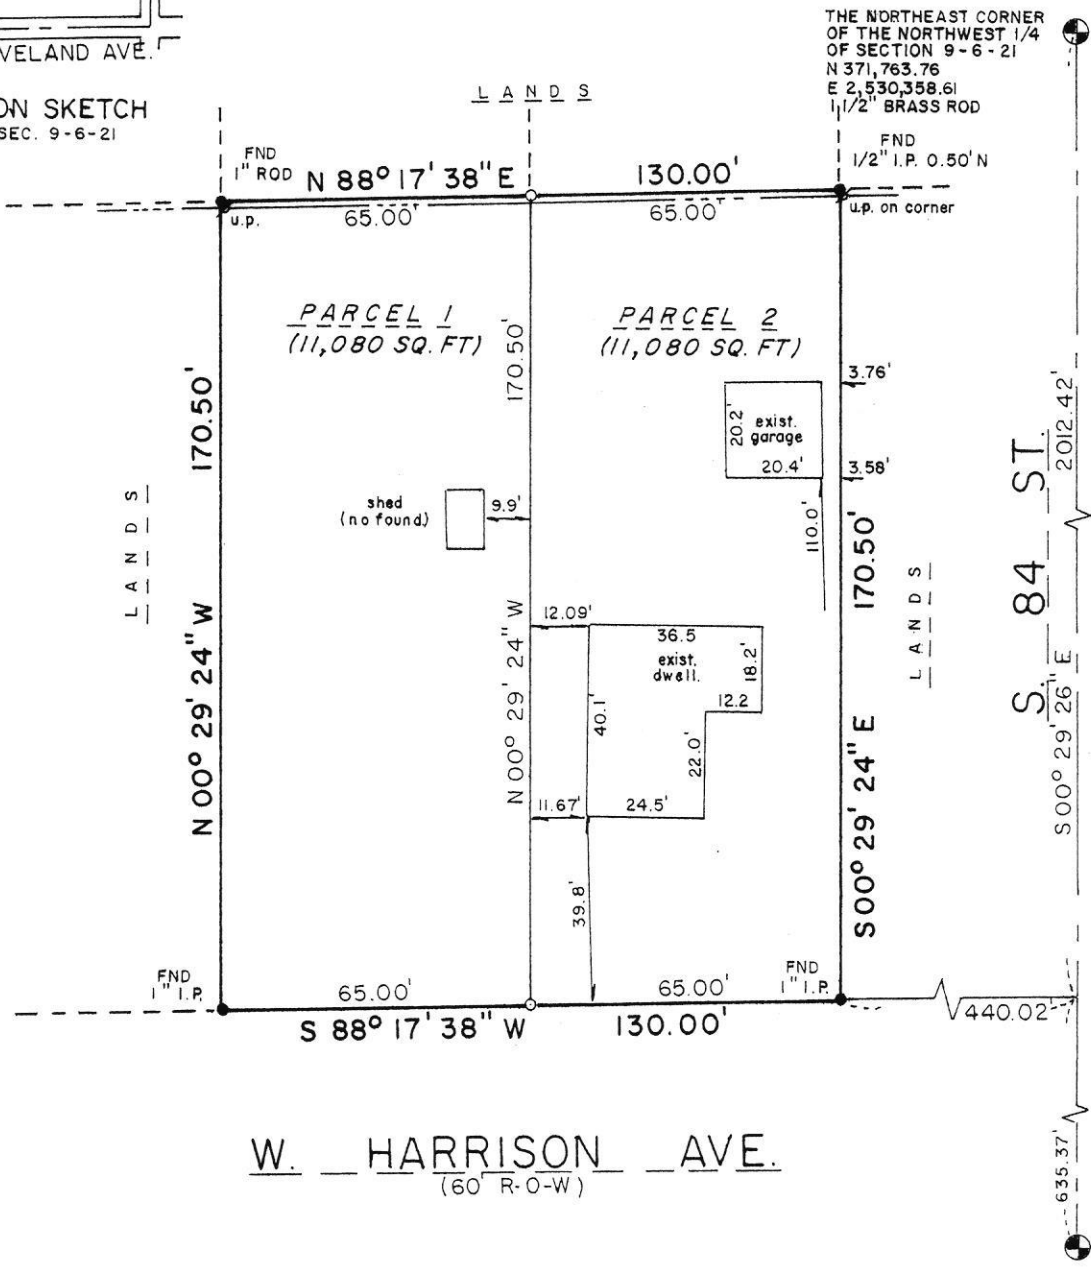 VELAND AVE.
ON SKETCH
SEC. 9-6-21
THE NORTHEAST CORNER
OF THE NORTHWEST 1/4
OF SECTION 9-6-21
N 371,763.76
E 2,530,358.61
1 1/2" BRASS ROD
LANDS
FND
1" ROD
N 88° 17' 38" E
130.00'
FND
1/2" I.P. 0.50' N
u.p.
65.00'
65.00'
u.p. on corner
PARCEL 1
(11,080 SQ. FT)
PARCEL 2
(11,080 SQ. FT)
170.50'
170.50'
3.76'
20.2'
exist.
garage
20.4'
3.58'
2012.42'
S. 84 ST.
S 00° 29' 26" E
shed
(no found.)
9.9'
110.0'
170.50'
LANDS
LANDS
N 00° 29' 24" W
N 00° 29' 24" W
12.09'
36.5
exist.
dwell.
18.2'
12.2
40.1'
22.0'
11.67'
24.5'
S 00° 29' 24" E
39.8'
FND
1" I.P.
65.00'
65.00'
FND
1" I.P.
S 88° 17' 38" W
130.00'
440.02'
W. HARRISON AVE.
(60' R-O-W)
635.37'